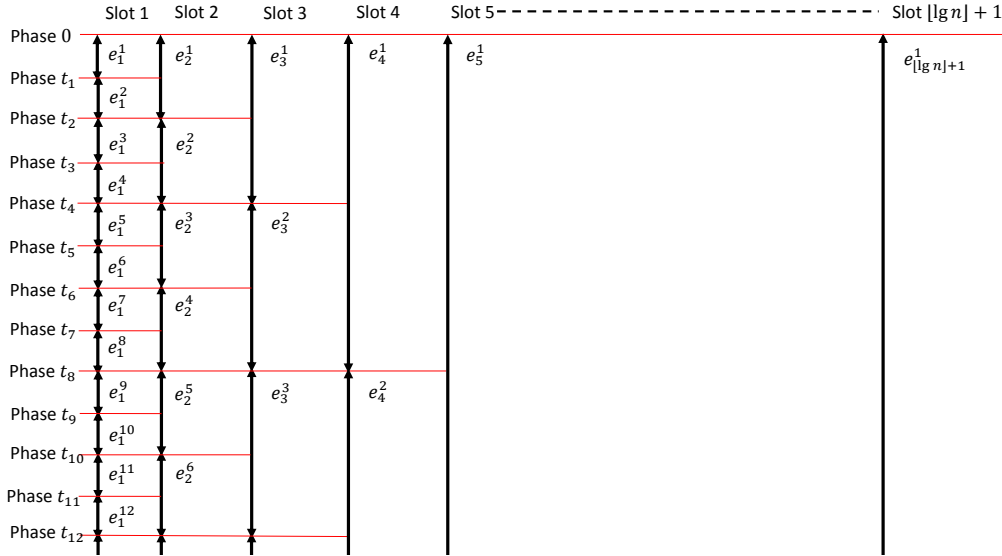 Slot 1 Slot 2 Slot 3 Slot 4 Slot 5 Slot ⌊lg n⌋ + 1
Phase 0
e_1^1 e_2^1 e_3^1 e_4^1 e_5^1 e_{⌊lg n⌋+1}^1
Phase t_1
e_1^2
Phase t_2
e_1^3 e_2^2
Phase t_3
e_1^4
Phase t_4
e_1^5 e_2^3 e_3^2
Phase t_5
e_1^6
Phase t_6
e_1^7 e_2^4
Phase t_7
e_1^8
Phase t_8
e_1^9 e_2^5 e_3^3 e_4^2
Phase t_9
e_1^{10}
Phase t_{10}
e_1^{11} e_2^6
Phase t_{11}
e_1^{12}
Phase t_{12}